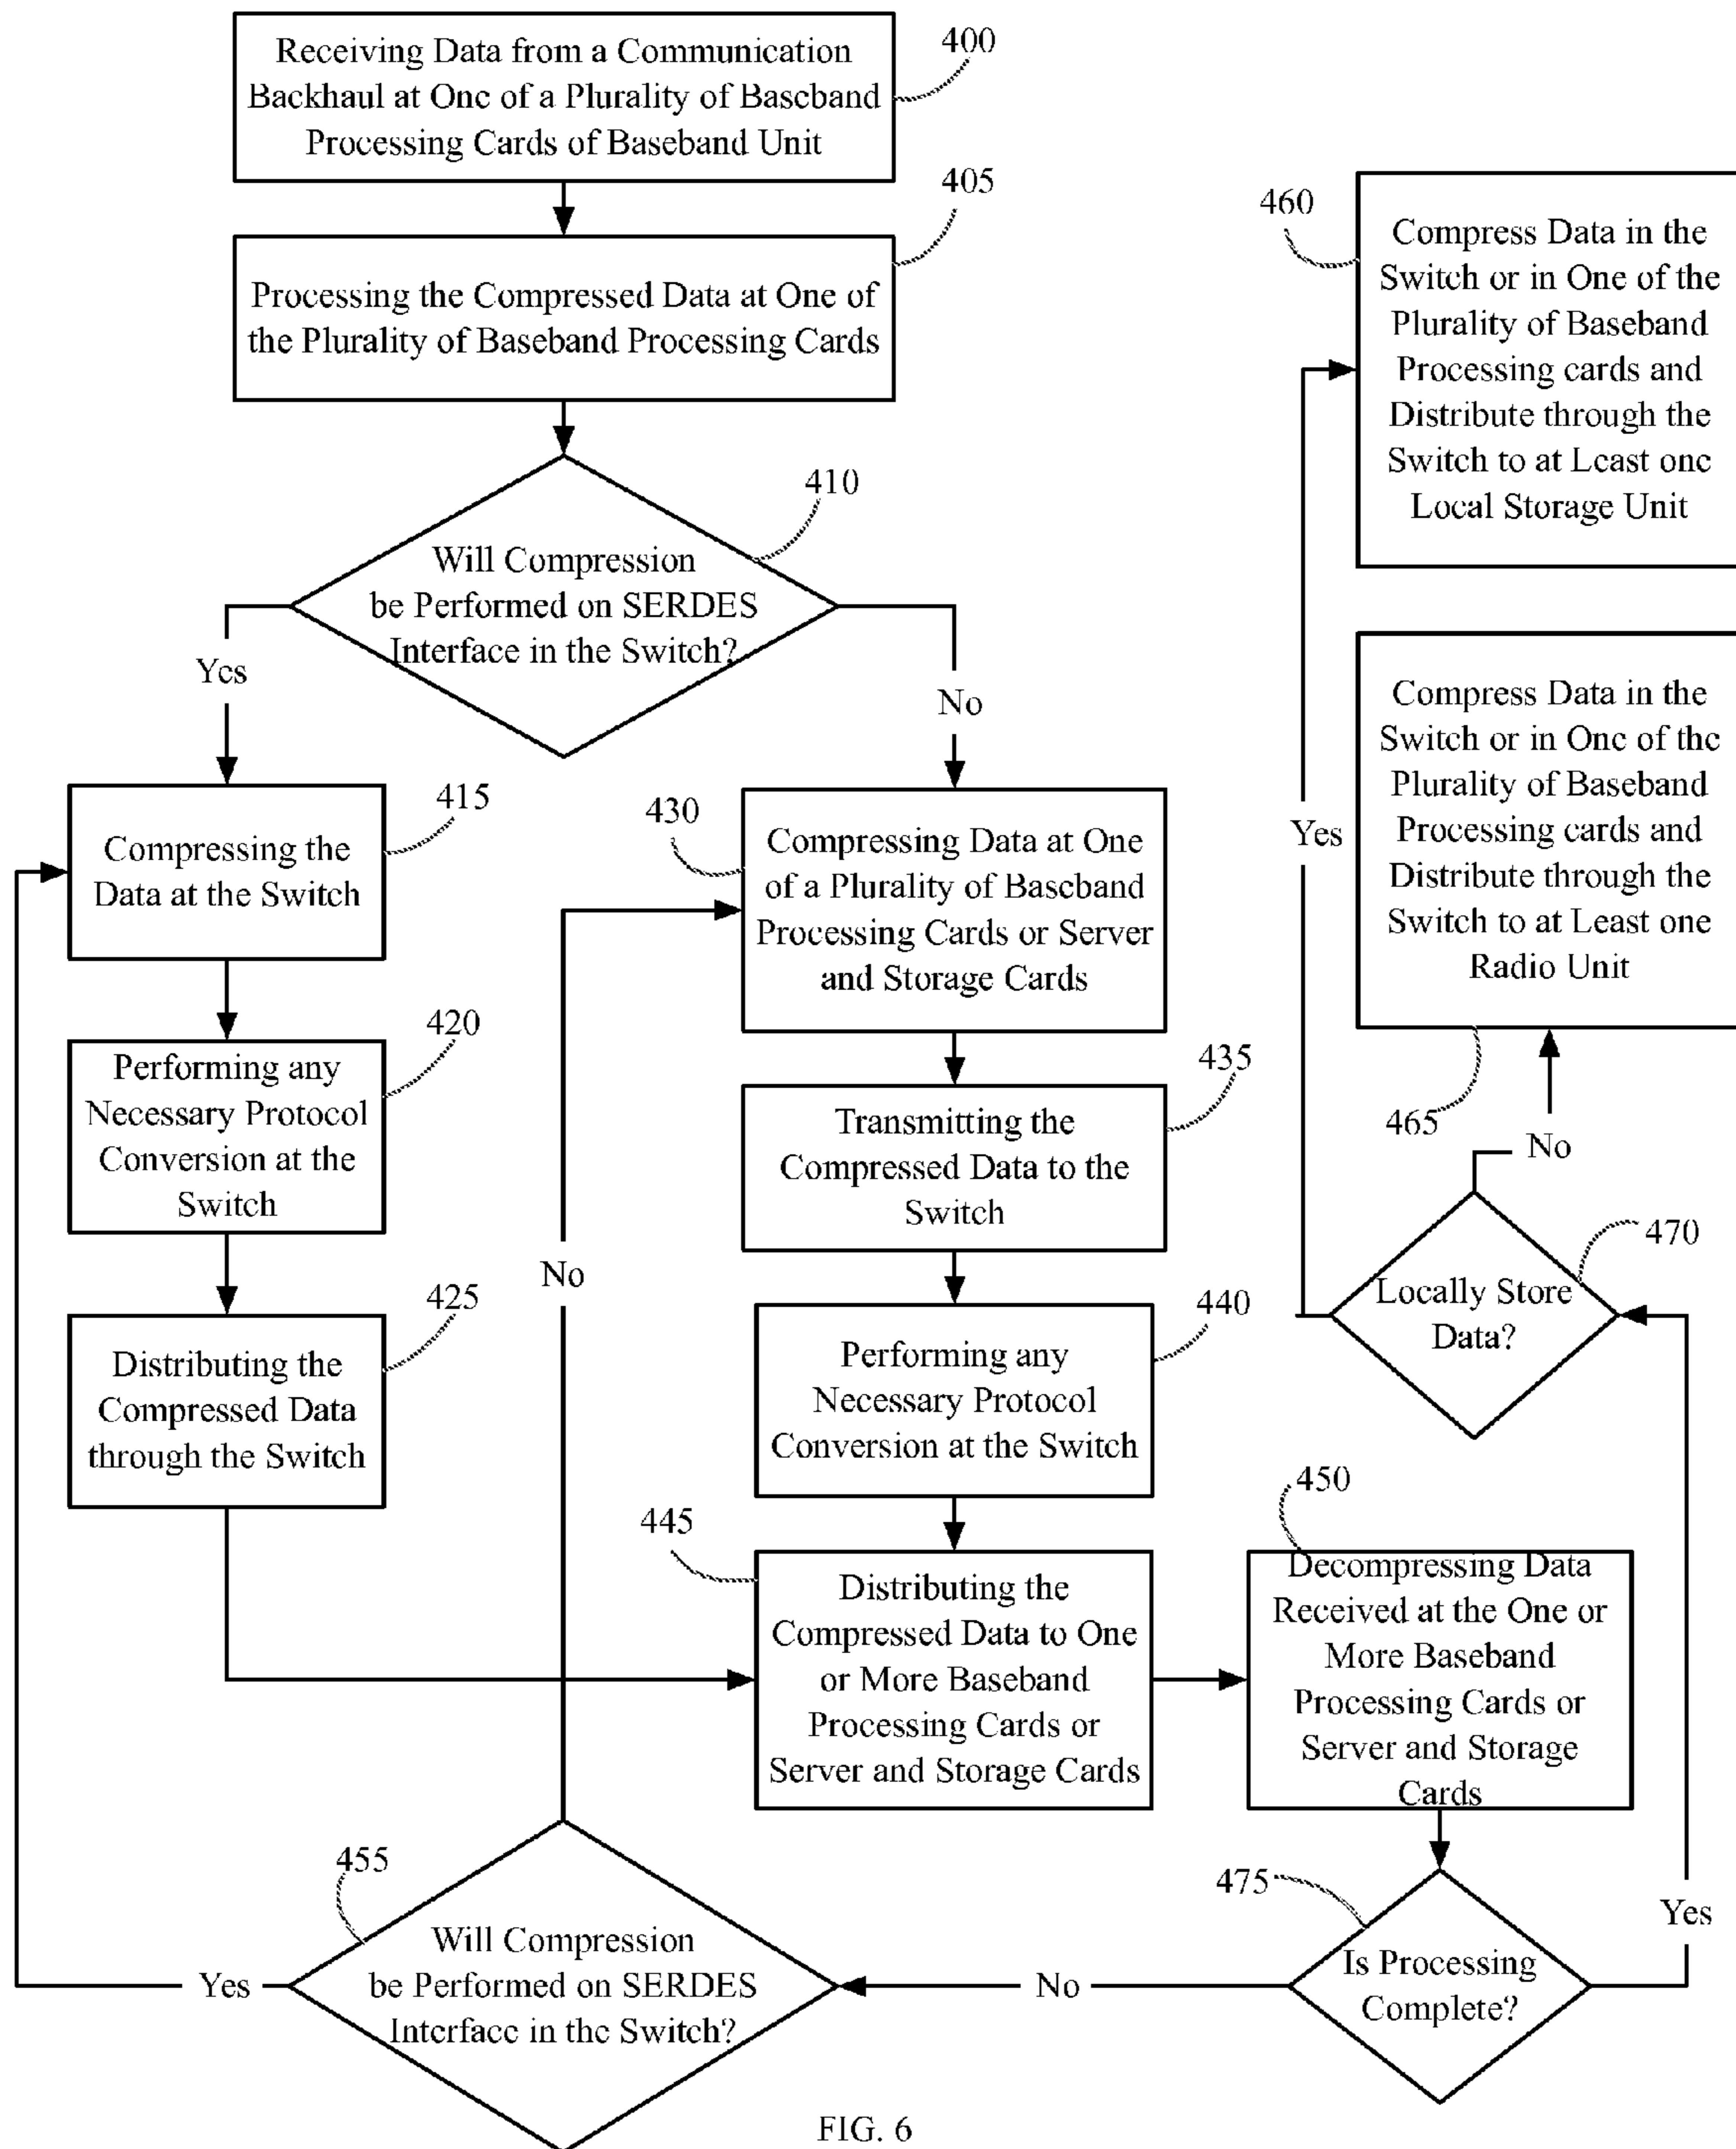 Receiving Data from a Communication
Backhaul at One of a Plurality of Baseband
Processing Cards of Baseband Unit
400
Processing the Compressed Data at One of
the Plurality of Baseband Processing Cards
405
Will Compression
be Performed on SERDES
Interface in the Switch?
410
Yes
No
Compressing the
Data at the Switch
415
Performing any
Necessary Protocol
Conversion at the
Switch
420
Distributing the
Compressed Data
through the Switch
425
430
Compressing Data at One
of a Plurality of Baseband
Processing Cards or Server
and Storage Cards
Transmitting the
Compressed Data to the
Switch
435
Performing any
Necessary Protocol
Conversion at the Switch
440
445
Distributing the
Compressed Data to One
or More Baseband
Processing Cards or
Server and Storage Cards
450
Decompressing Data
Received at the One or
More Baseband
Processing Cards or
Server and Storage
Cards
475
Is Processing
Complete?
No
Yes
455
Will Compression
be Performed on SERDES
Interface in the Switch?
Yes
No
470
Locally Store
Data?
Yes
No
460
Compress Data in the
Switch or in One of the
Plurality of Baseband
Processing cards and
Distribute through the
Switch to at Least one
Local Storage Unit
Compress Data in the
Switch or in One of the
Plurality of Baseband
Processing cards and
Distribute through the
Switch to at Least one
Radio Unit
465
FIG. 6